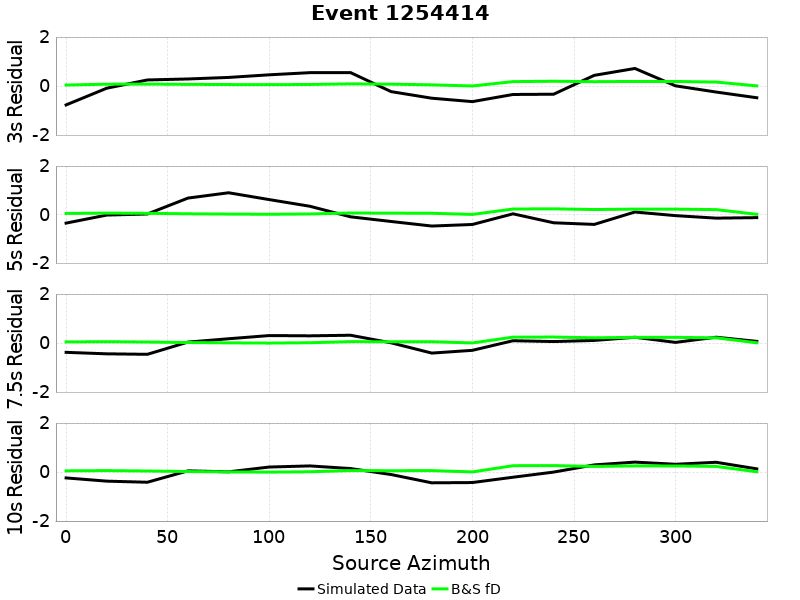 Event 1254414
3s Residual
2
0
-2
5s Residual
2
0
-2
7.5s Residual
2
0
-2
10s Residual
2
0
-2
0 50 100 150 200 250 300
Source Azimuth
Simulated Data B&S fD